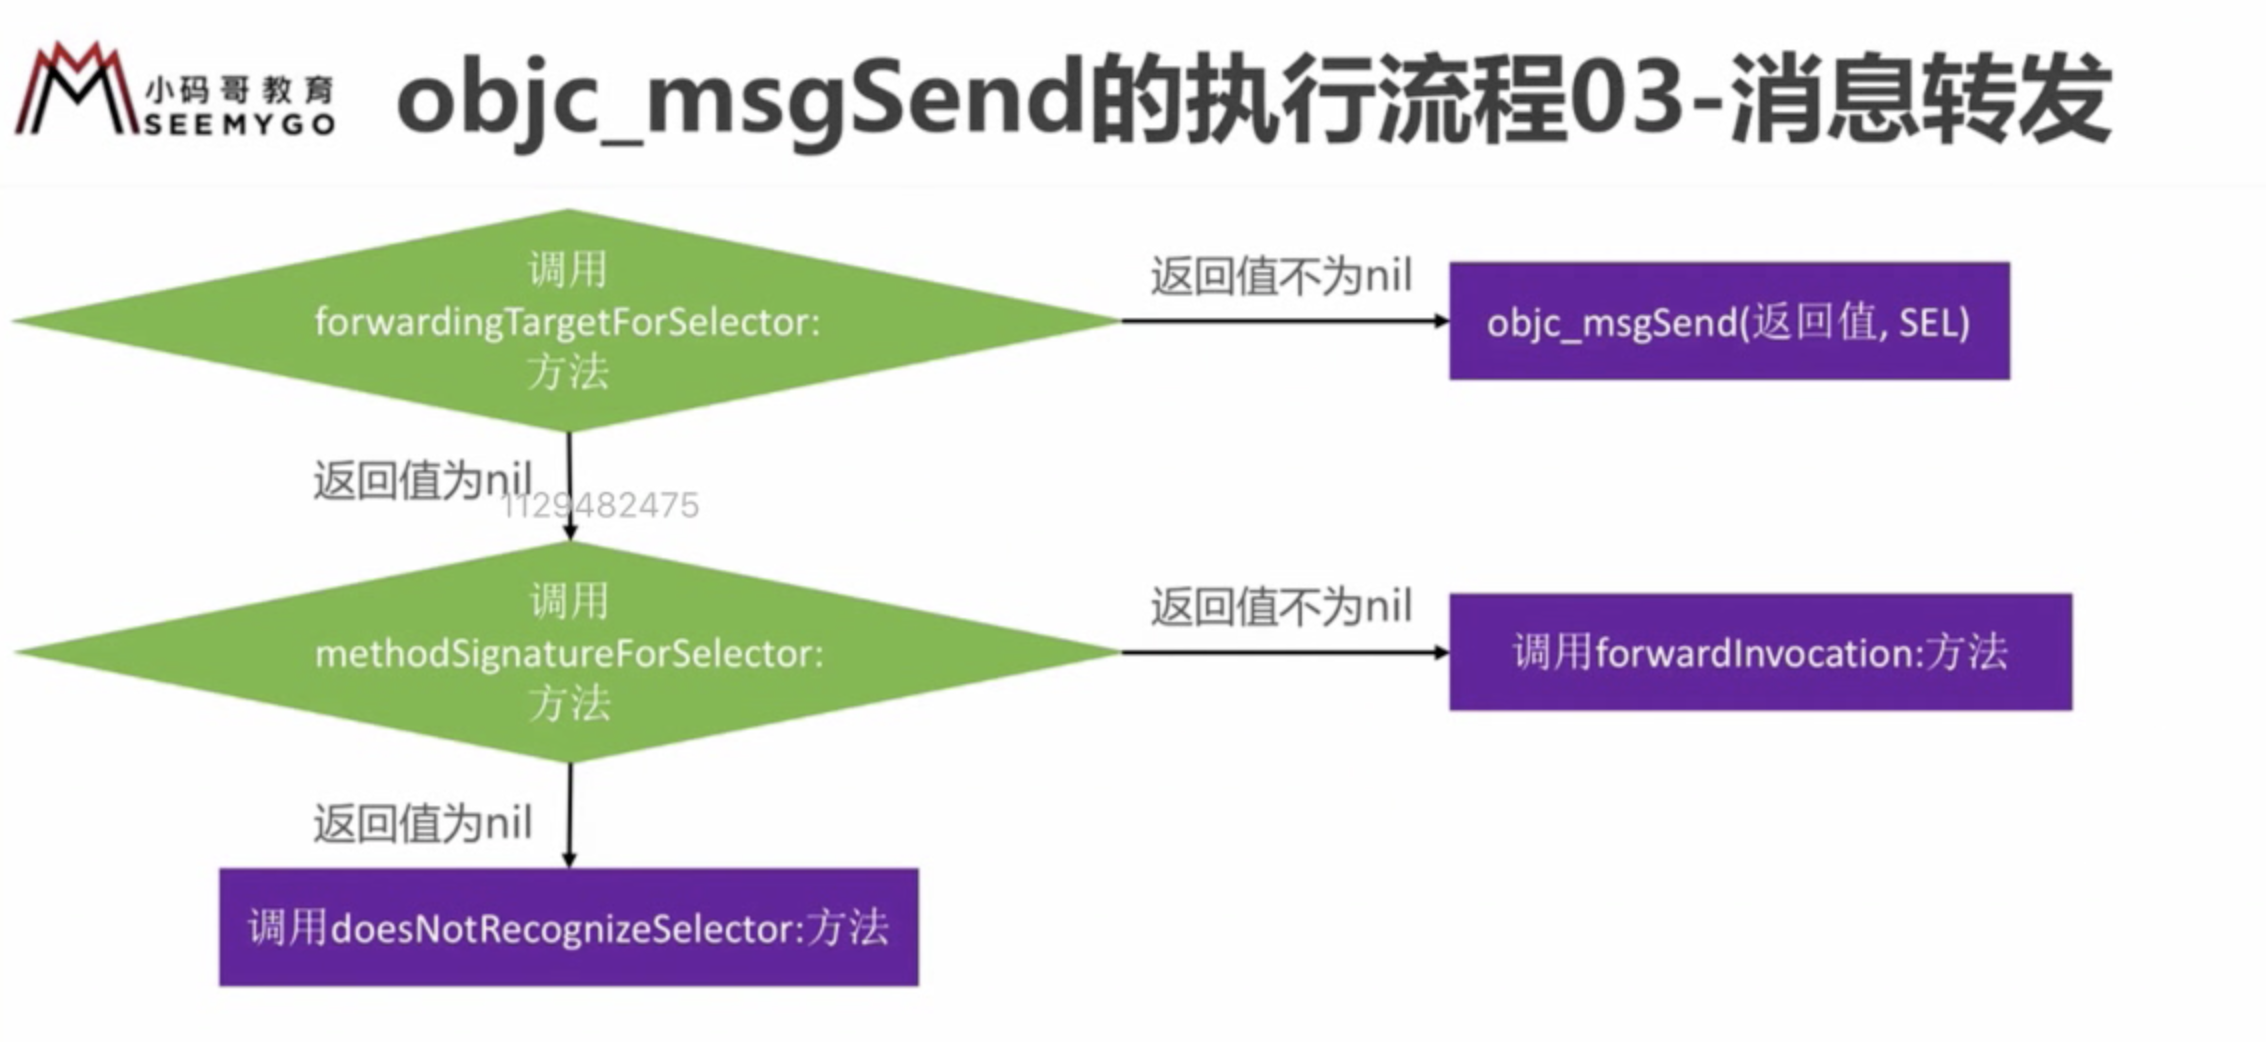 小码哥教育
SEEMYGO
objc_msgSend的执行流程03-消息转发
调用
forwardingTargetForSelector:
方法
返回值不为nil
objc_msgSend(返回值, SEL)
返回值为nil
1129482475
调用
methodSignatureForSelector:
方法
返回值不为nil
调用forwardInvocation:方法
返回值为nil
调用doesNotRecognizeSelector:方法